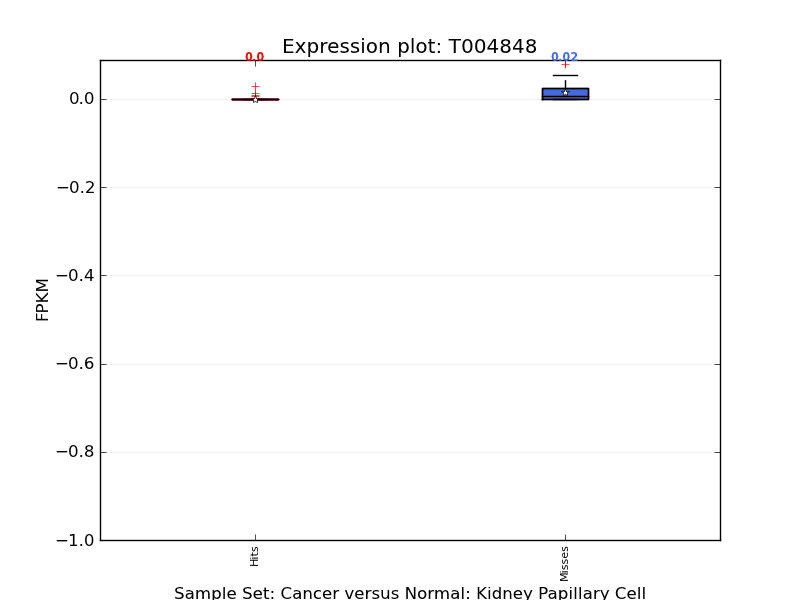 Expression plot: T004848
0.0
0.02
0.0
−0.2
−0.4
−0.6
−0.8
−1.0
FPKM
Hits
Misses
Sample Set: Cancer versus Normal: Kidney Papillary Cell